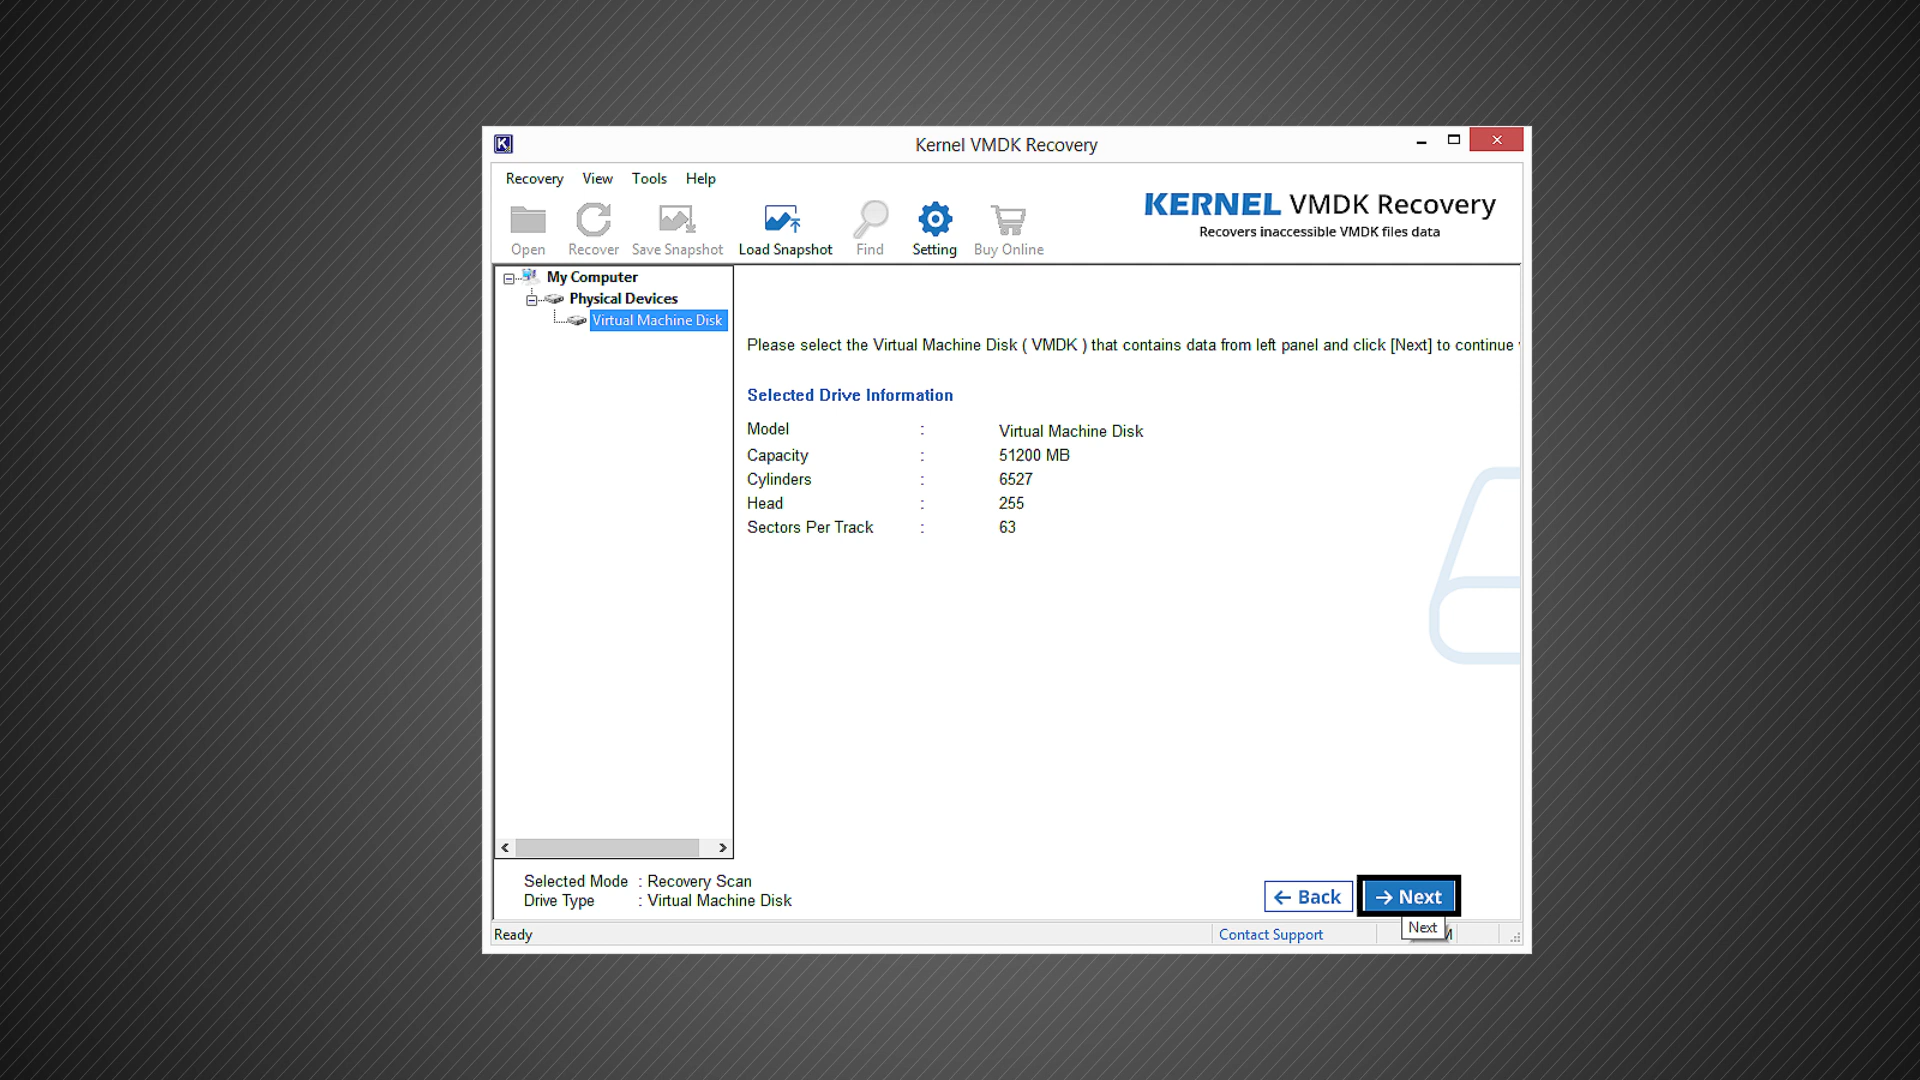 Kernel VMDK Recovery
Recovery View Tools Help
KERNEL VMDK Recovery
Recovers inaccessible VMDK files data
Open Recover Save Snapshot Load Snapshot Find Setting Buy Online
My Computer
Physical Devices
Virtual Machine Disk
Please select the Virtual Machine Disk ( VMDK ) that contains data from left panel and click [Next] to continue
Selected Drive Information
Model : Virtual Machine Disk
Capacity : 51200 MB
Cylinders : 6527
Head : 255
Sectors Per Track : 63
Selected Mode : Recovery Scan
Drive Type : Virtual Machine Disk
← Back → Next
Next
Ready Contact Support